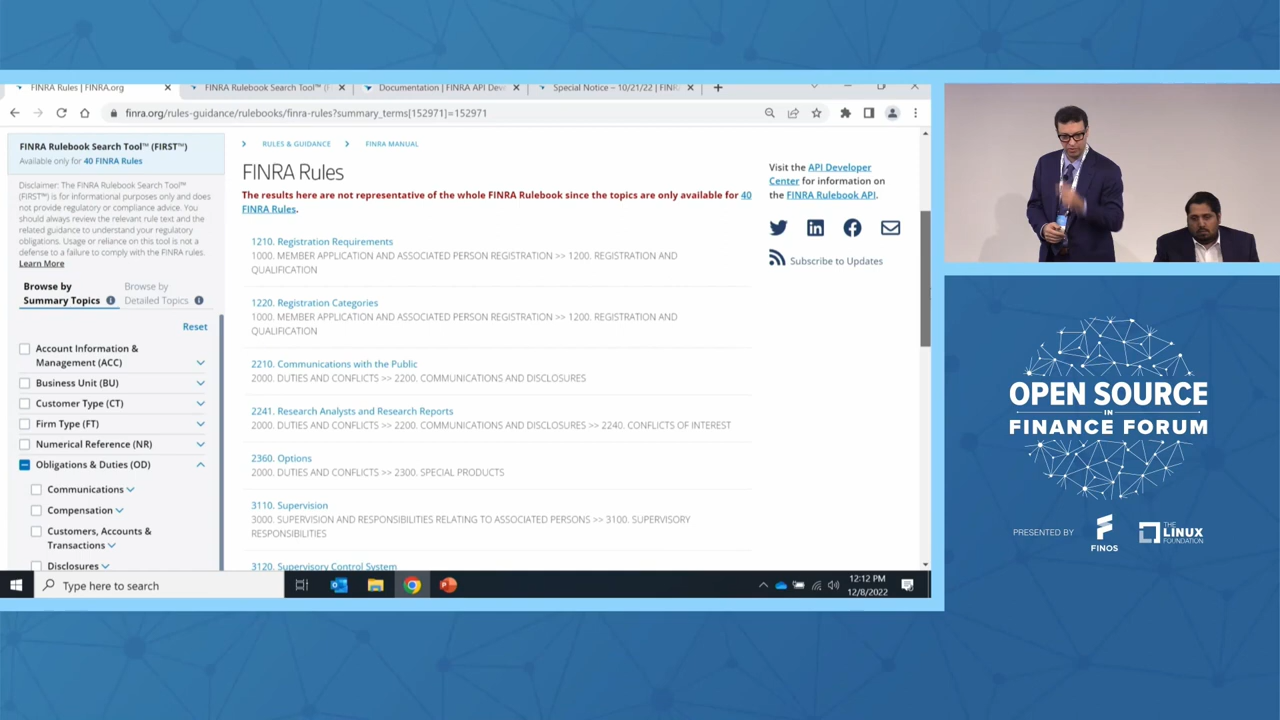 FINRA Rules | FINRA.org
FINRA Rulebook Search Tool™ (F
Documentation | FINRA API Dev
Special Notice – 10/21/22 | FINRA
finra.org/rules-guidance/rulebooks/finra-rules?summary_terms[152971]=152971
FINRA Rulebook Search Tool™ (FIRST™)
Available only for 40 FINRA Rules
Disclaimer: The FINRA Rulebook Search Tool™
(FIRST™) is for informational purposes only and does
not provide regulatory or compliance advice. You
should always review the relevant rule text and the
related guidance to understand your regulatory
obligations. Usage or reliance on this tool is not a
defense to a failure to comply with the FINRA rules.
Learn More
Browse by
Summary Topics
Browse by
Detailed Topics
Reset
Account Information &
Management (ACC)
Business Unit (BU)
Customer Type (CT)
Firm Type (FT)
Numerical Reference (NR)
Obligations & Duties (OD)
Communications
Compensation
Customers, Accounts &
Transactions
Disclosures
RULES & GUIDANCE
FINRA MANUAL
FINRA Rules
The results here are not representative of the whole FINRA Rulebook since the topics are only available for 40
FINRA Rules.
1210. Registration Requirements
1000. MEMBER APPLICATION AND ASSOCIATED PERSON REGISTRATION >> 1200. REGISTRATION AND
QUALIFICATION
1220. Registration Categories
1000. MEMBER APPLICATION AND ASSOCIATED PERSON REGISTRATION >> 1200. REGISTRATION AND
QUALIFICATION
2210. Communications with the Public
2000. DUTIES AND CONFLICTS >> 2200. COMMUNICATIONS AND DISCLOSURES
2241. Research Analysts and Research Reports
2000. DUTIES AND CONFLICTS >> 2200. COMMUNICATIONS AND DISCLOSURES >> 2240. CONFLICTS OF INTEREST
2360. Options
2000. DUTIES AND CONFLICTS >> 2300. SPECIAL PRODUCTS
3110. Supervision
3000. SUPERVISION AND RESPONSIBILITIES RELATING TO ASSOCIATED PERSONS >> 3100. SUPERVISORY
RESPONSIBILITIES
3120. Supervisory Control System
Visit the API Developer
Center for information on
the FINRA Rulebook API.
Subscribe to Updates
Type here to search
12:12 PM
12/8/2022
OPEN SOURCE
IN
FINANCE FORUM
PRESENTED BY
FINOS
THE
LINUX
FOUNDATION